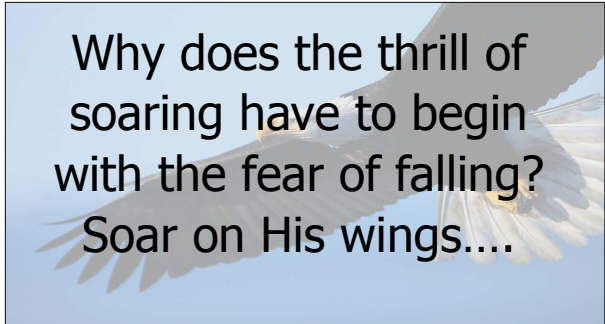 Why does the thrill of
soaring have to begin
with the fear of falling?
Soar on His wings....